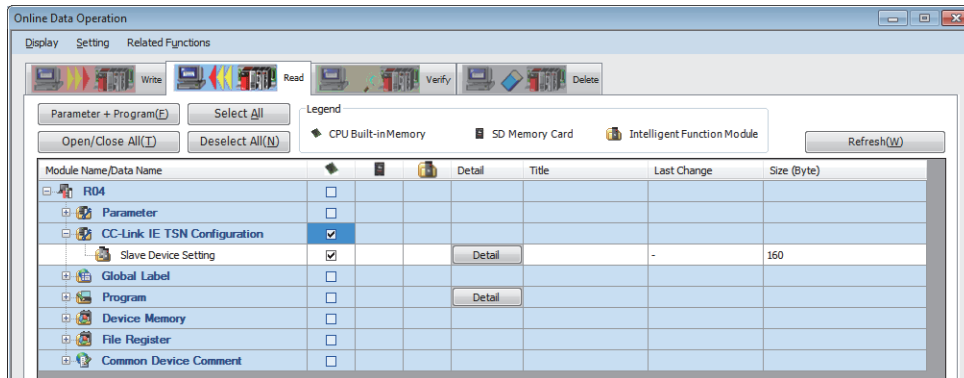 Online Data Operation
Display Setting Related Functions
Write Read Verify Delete
Parameter + Program(F) Select All Legend
CPU Built-in Memory SD Memory Card Intelligent Function Module
Open/Close All(T) Deselect All(N) Refresh(W)
Module Name/Data Name Detail Title Last Change Size (Byte)
R04
Parameter
CC-Link IE TSN Configuration
Slave Device Setting Detail - 160
Global Label
Program Detail
Device Memory
File Register
Common Device Comment